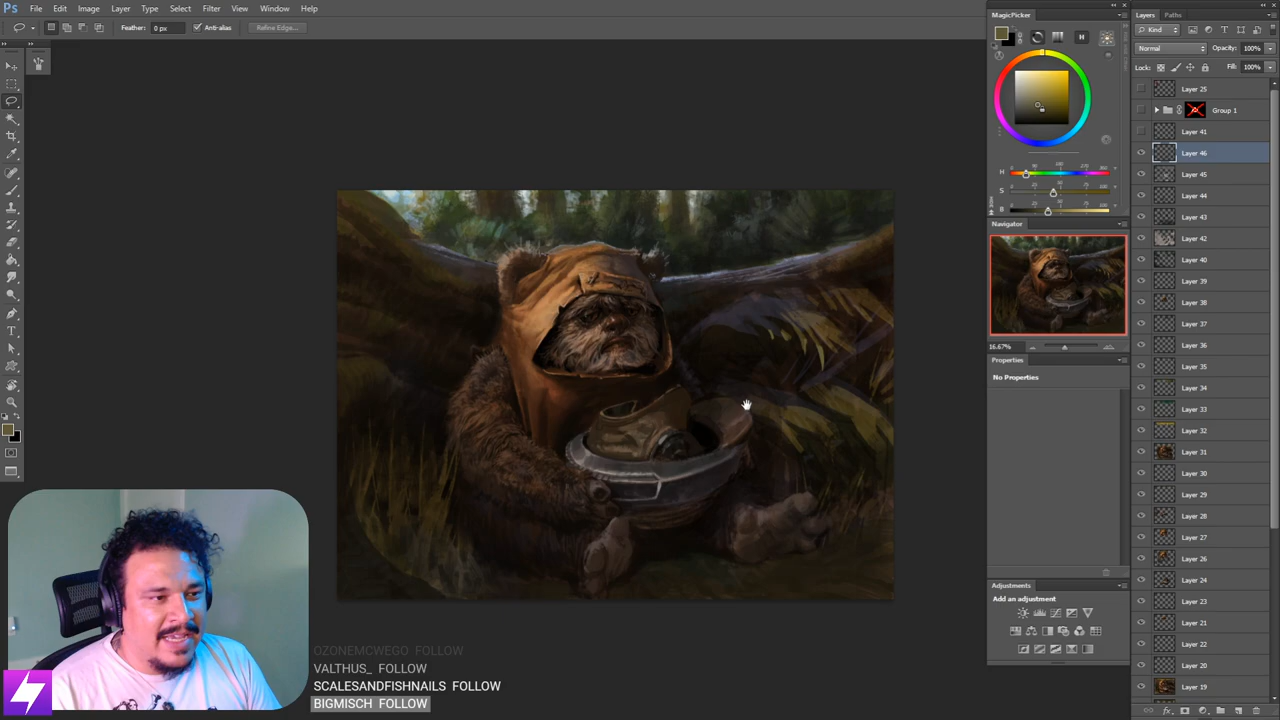 Ps File Edit Image Layer Type Select Filter View Window Help
Feather: 0 px Anti-alias Refine Edge...
MagicPicker
H
H
S
B
Navigator
16.67%
Properties
No Properties
Adjustments
Add an adjustment
Layers Paths
Kind
Normal Opacity: 100%
Lock: Fill: 100%
Layer 25
Group 1
Layer 41
Layer 46
Layer 45
Layer 44
Layer 43
Layer 42
Layer 40
Layer 39
Layer 38
Layer 37
Layer 36
Layer 35
Layer 34
Layer 33
Layer 32
Layer 31
Layer 30
Layer 29
Layer 28
Layer 27
Layer 26
Layer 24
Layer 23
Layer 21
Layer 22
Layer 20
Layer 19
OZONEMCWEGO FOLLOW
VALTHUS_ FOLLOW
SCALESANDFISHNAILS FOLLOW
BIGMISCH FOLLOW